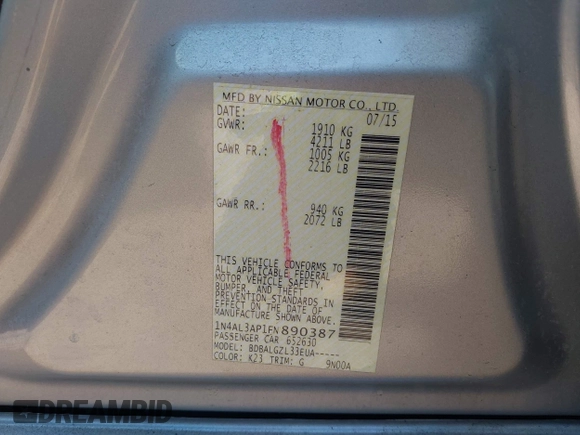 MFD BY NISSAN MOTOR CO., LTD.
DATE: 07/15
GVWR: 1910 KG
4211 LB
GAWR FR.: 1005 KG
2216 LB
GAWR RR.: 940 KG
2072 LB
THIS VEHICLE CONFORMS TO
ALL APPLICABLE FEDERAL
MOTOR VEHICLE SAFETY,
BUMPER, AND THEFT
PREVENTION STANDARDS IN
EFFECT ON THE DATE OF
MANUFACTURE SHOWN ABOVE.
1N4AL3AP1FN890387
PASSENGER CAR 652630
MODEL: BDBALGZL33EUA-----
COLOR: K23 TRIM: G 9N00A
DREAMBID